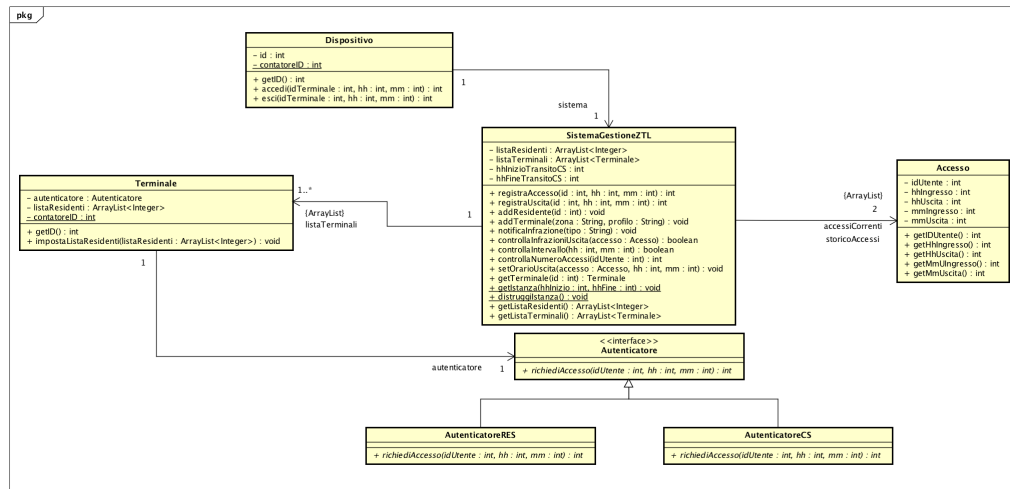 pkg
Dispositivo
– id : int
– contatoreID : int
+ getID() : int
+ accedi(idTerminale : int, hh : int, mm : int) : int
+ esci(idTerminale : int, hh : int, mm : int) : int
1
sistema
1
SistemaGestioneZTL
– listaResidenti : ArrayList<Integer>
– listaTerminali : ArrayList<Terminale>
– hhInizioTransitoCS : int
– hhFineTransitoCS : int
+ registraAccesso(id : int, hh : int, mm : int) : int
+ registraUscita(id : int, hh : int, mm : int) : int
+ addResidente(id : int) : void
+ addTerminale(zona : String, profilo : String) : void
+ notificaInfrazione(tipo : String) : void
+ controllaInfrazioniUscita(accesso : Acesso) : boolean
+ controllaIntervallo(hh : int, mm : int) : boolean
+ controllaNumeroAccessi(idUtente : int) : int
+ setOrarioUscita(accesso : Accesso, hh : int, mm : int) : void
+ getTerminale(id : int) : Terminale
+ getIstanza(hhInizio : int, hhFine : int) : void
+ distruggiIstanza() : void
+ getListaResidenti() : ArrayList<Integer>
+ getListaTerminali() : ArrayList<Terminale>
Terminale
– autenticatore : Autenticatore
– listaResidenti : ArrayList<Integer>
– contatoreID : int
+ getID() : int
+ impostaListaResidenti(listaResidenti : ArrayList<Integer>) : void
1..*
{ArrayList}
listaTerminali
1
{ArrayList}
2
accessiCorrenti
storicoAccessi
Accesso
– idUtente : int
– hhIngresso : int
– hhUscita : int
– mmIngresso : int
– mmUscita : int
+ getIDUtente() : int
+ getHhIngresso() : int
+ getHhUscita() : int
+ getMmUIngresso() : int
+ getMmUscita() : int
1
autenticatore
1
<<interface>>
Autenticatore
+ richiediAccesso(idUtente : int, hh : int, mm : int) : int
AutenticatoreRES
+ richiediAccesso(idUtente : int, hh : int, mm : int) : int
AutenticatoreCS
+ richiediAccesso(idUtente : int, hh : int, mm : int) : int